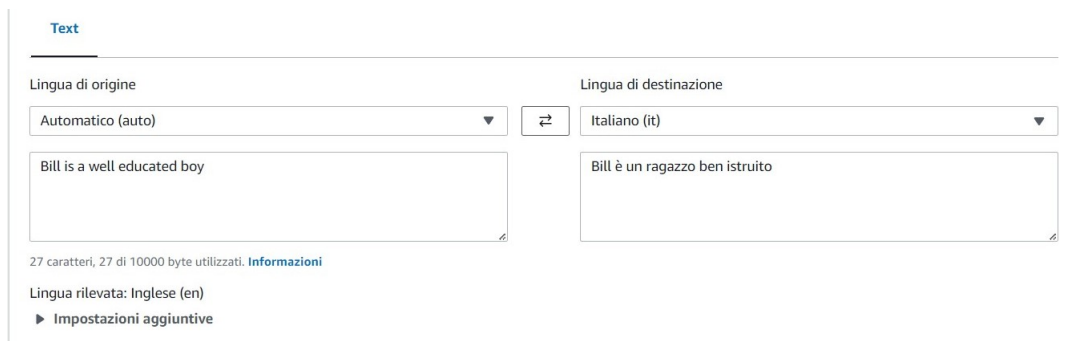 Text
Lingua di origine
Lingua di destinazione
Automatico (auto)
Italiano (it)
Bill is a well educated boy
Bill è un ragazzo ben istruito
27 caratteri, 27 di 10000 byte utilizzati. Informazioni
Lingua rilevata: Inglese (en)
Impostazioni aggiuntive